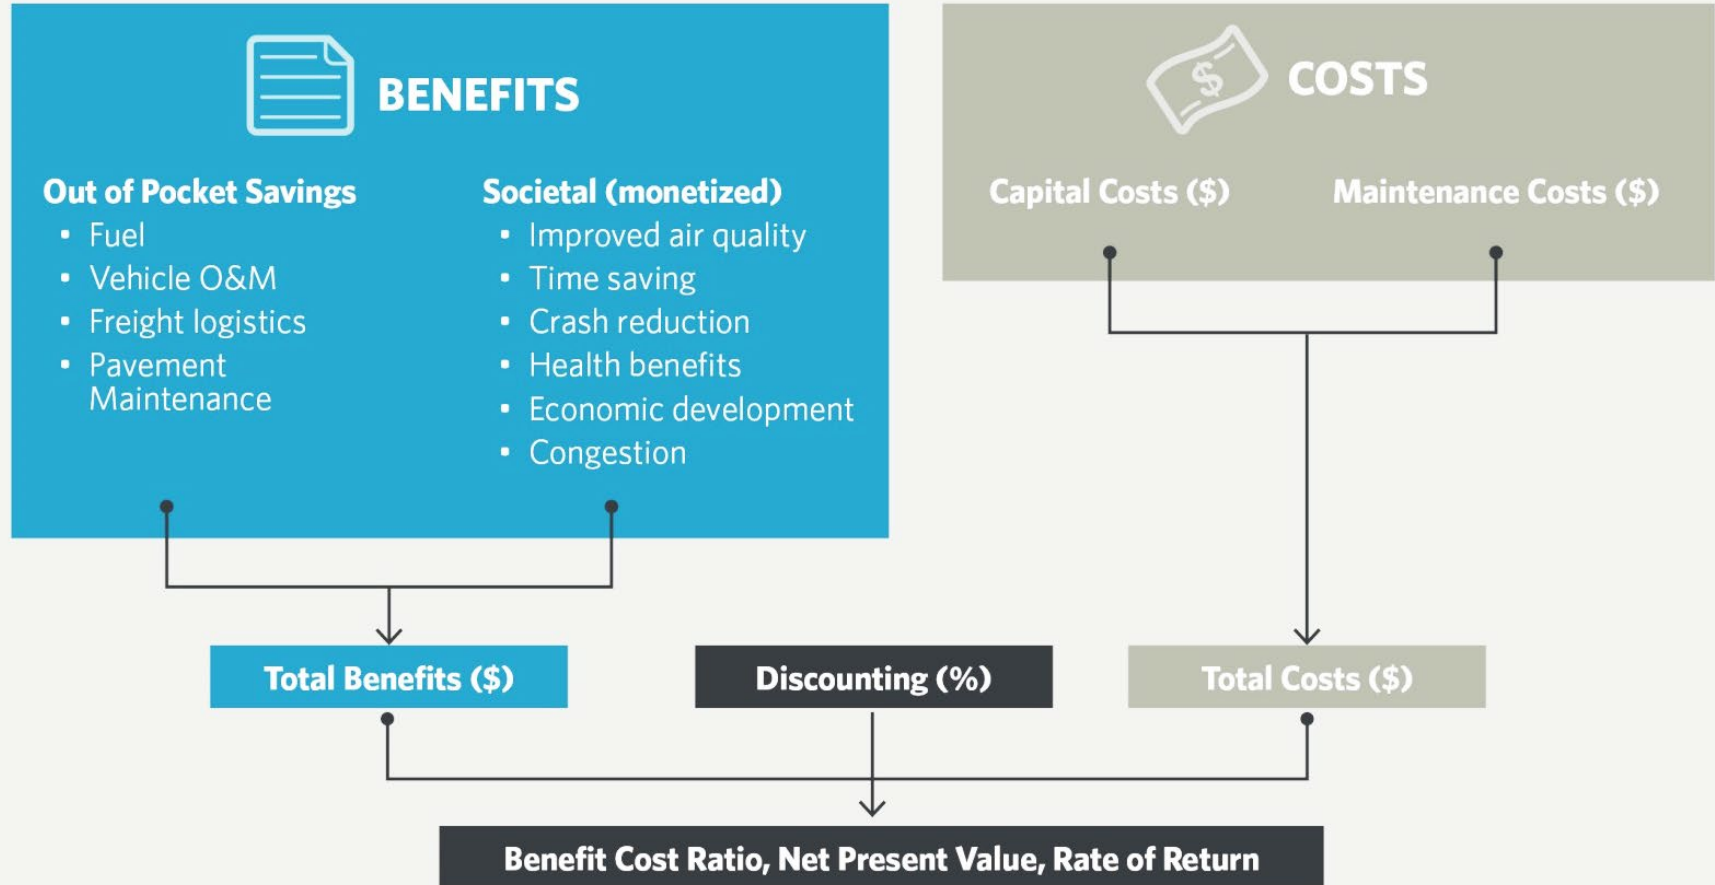 BENEFITS
Out of Pocket Savings
▪ Fuel
▪ Vehicle O&M
▪ Freight logistics
▪ Pavement
Maintenance
Societal (monetized)
▪ Improved air quality
▪ Time saving
▪ Crash reduction
▪ Health benefits
▪ Economic development
▪ Congestion
$ COSTS
Capital Costs ($)
Maintenance Costs ($)
Total Benefits ($)
Discounting (%)
Total Costs ($)
Benefit Cost Ratio, Net Present Value, Rate of Return